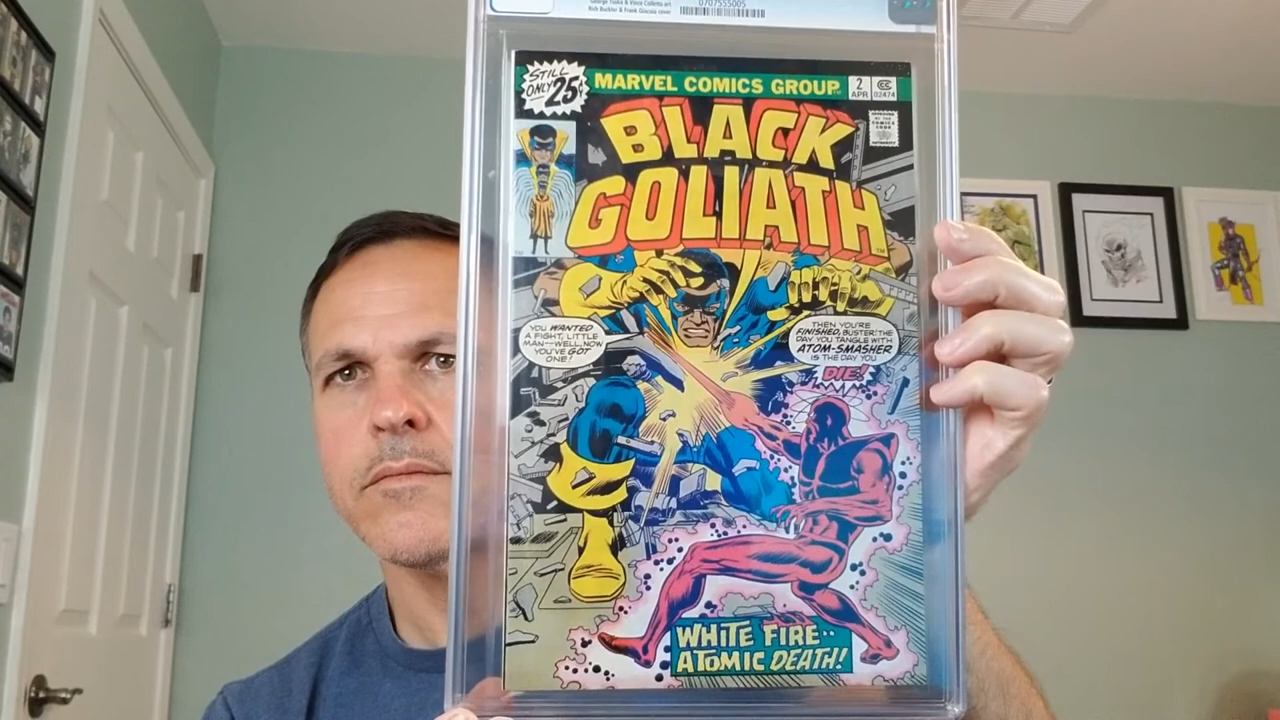 George Tuska & Vince Colletta art
Rich Buckler & Frank Giacoia cover
0707555005
STILL
ONLY 25¢
MARVEL COMICS GROUP
2
APR
CC
02474
APPROVED
BY THE
COMICS
CODE
AUTHORITY
BLACK
GOLIATH
TM
YOU WANTED
A FIGHT, LITTLE
MAN--WELL, NOW
YOU'VE GOT
ONE!
THEN YOU'RE
FINISHED, BUSTER! THE
DAY YOU TANGLE WITH
ATOM-SMASHER
IS THE DAY YOU
DIE!
WHITE FIRE--
ATOMIC DEATH!